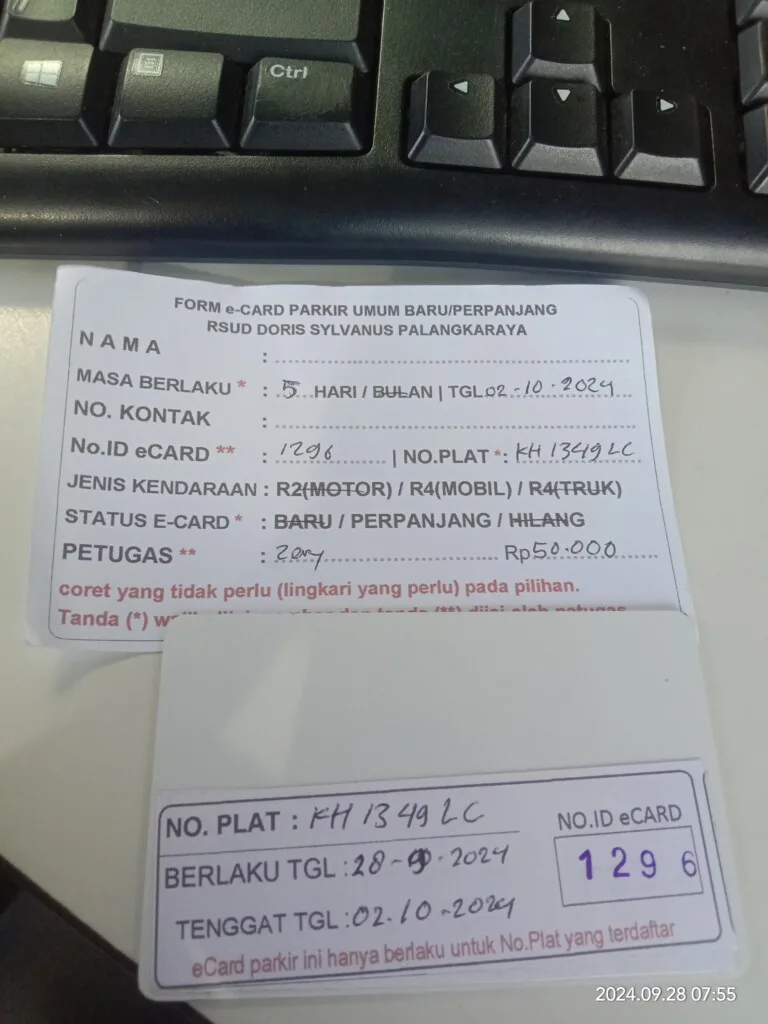 Ctrl
FORM e-CARD PARKIR UMUM BARU/PERPANJANG
RSUD DORIS SYLVANUS PALANGKARAYA
NAMA :
MASA BERLAKU * : 5 HARI / BULAN | TGL 02-10-2024
NO. KONTAK :
No.ID eCARD ** : 1296 | NO.PLAT *: KH 1349 LC
JENIS KENDARAAN : R2(MOTOR) / R4(MOBIL) / R4(TRUK)
STATUS E-CARD * : BARU / PERPANJANG / HILANG
PETUGAS ** : Rp50.000
coret yang tidak perlu (lingkari yang perlu) pada pilihan.
Tanda (*)
NO. PLAT : KH 1349 LC
BERLAKU TGL : 28-9-2024
TENGGAT TGL : 02.10-2024
NO.ID eCARD
1296
eCard parkir ini hanya berlaku untuk No.Plat yang terdaftar
2024.09.28 07:55